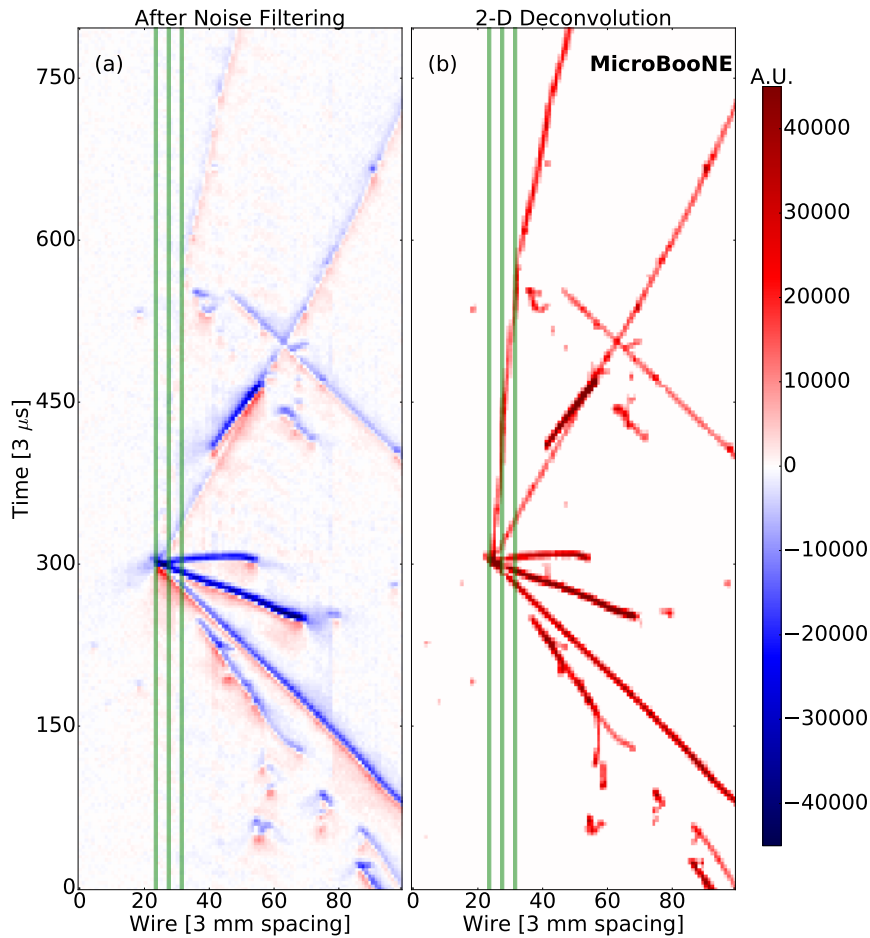 After Noise Filtering
2-D Deconvolution
(a)
(b)
MicroBooNE
A.U.
750
600
450
300
150
0
Time [3 μs]
0 20 40 60 80
0 20 40 60 80
Wire [3 mm spacing]
Wire [3 mm spacing]
40000
30000
20000
10000
0
−10000
−20000
−30000
−40000